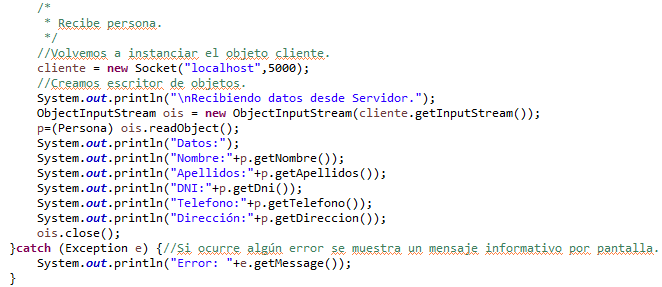 /*
* Recibe persona.
*/
//Volvemos a instanciar el objeto cliente.
cliente = new Socket("localhost",5000);
//Creamos escritor de objetos.
System.out.println("\nRecibiendo datos desde Servidor.");
ObjectInputStream ois = new ObjectInputStream(cliente.getInputStream());
p=(Persona) ois.readObject();
System.out.println("Datos:");
System.out.println("Nombre:"+p.getNombre());
System.out.println("Apellidos:"+p.getApellidos());
System.out.println("DNI:"+p.getDni());
System.out.println("Telefono:"+p.getTelefono());
System.out.println("Dirección:"+p.getDireccion());
ois.close();
}catch (Exception e) {//Si ocurre algún error se muestra un mensaje informativo por pantalla.
System.out.println("Error: "+e.getMessage());
}